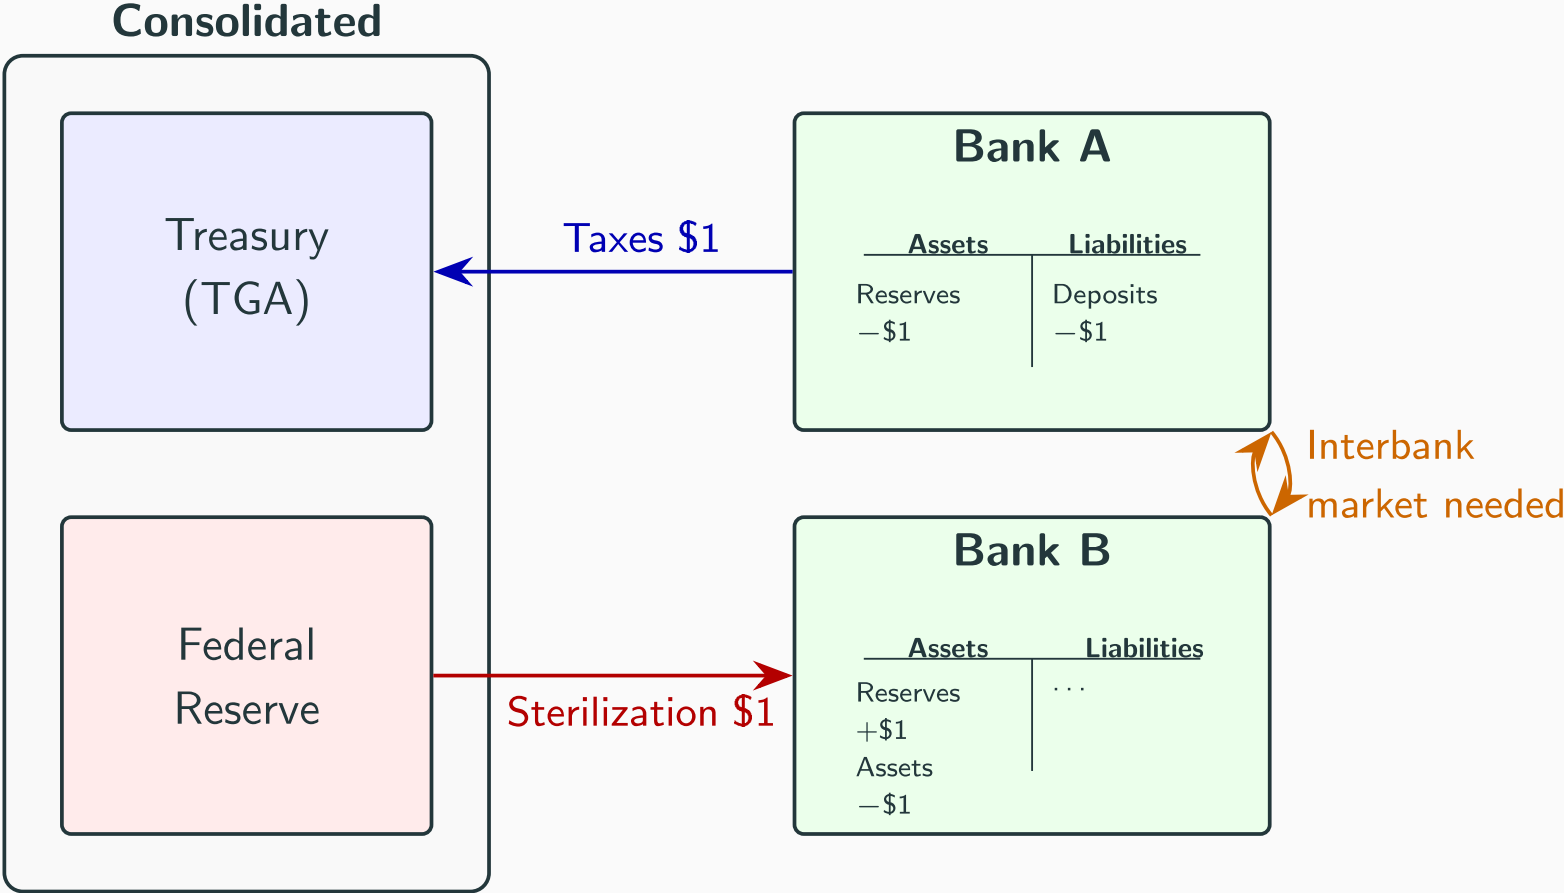 Consolidated
Treasury
(TGA)
Taxes $1
Bank A
Assets Liabilities
Reserves Deposits
−$1 −$1
Interbank
market needed
Federal
Reserve
Sterilization $1
Bank B
Assets Liabilities
Reserves ...
+$1
Assets
−$1